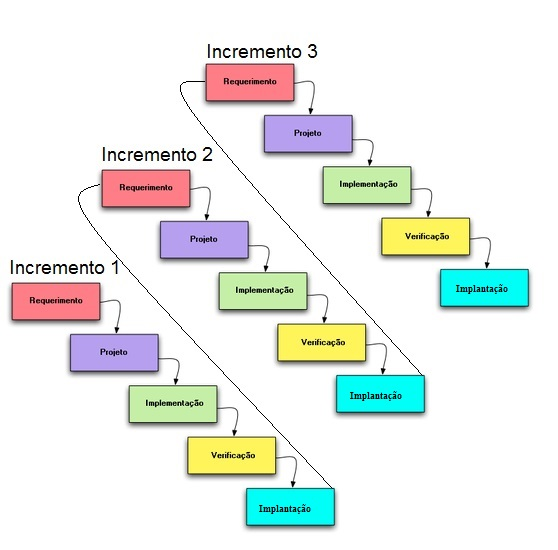 Incremento 3
Requerimento
Projeto
Implementação
Verificação
Implantação
Incremento 2
Requerimento
Projeto
Implementação
Verificação
Implantação
Incremento 1
Requerimento
Projeto
Implementação
Verificação
Implantação